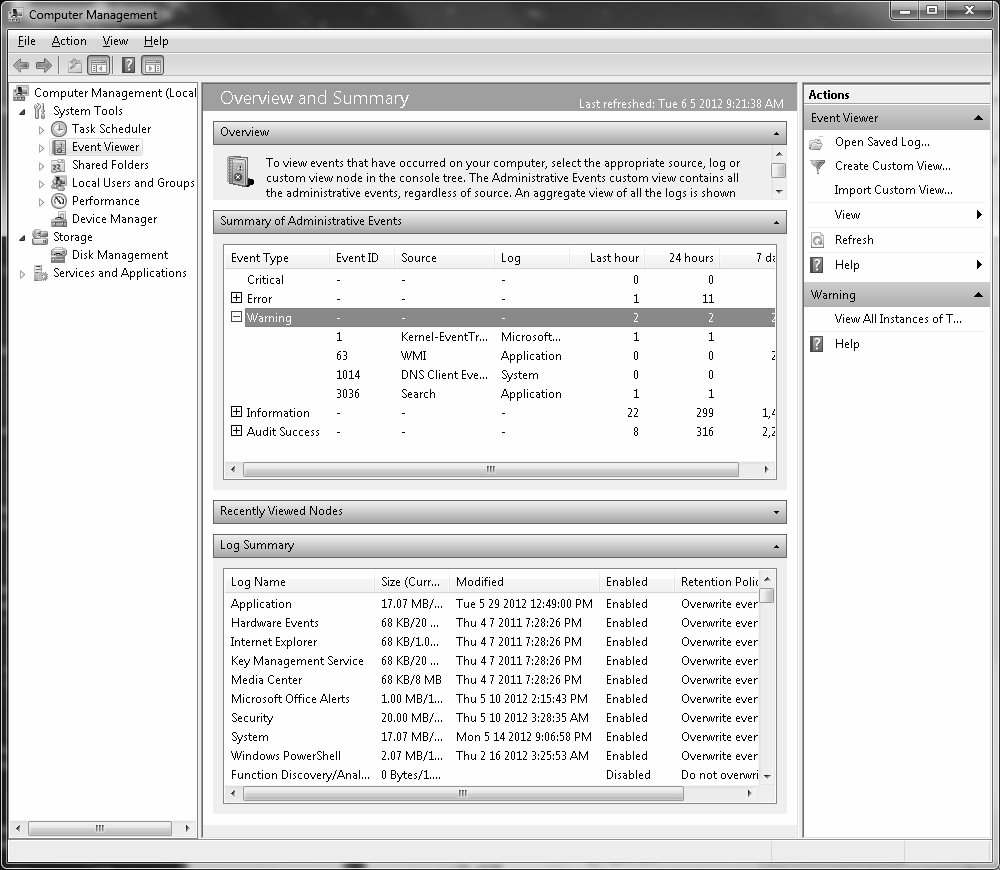 Computer Management
File Action View Help
Computer Management (Local
System Tools
Task Scheduler
Event Viewer
Shared Folders
Local Users and Groups
Performance
Device Manager
Storage
Disk Management
Services and Applications
Overview and Summary
Last refreshed: Tue 6 5 2012 9:21:38 AM
Overview
To view events that have occurred on your computer, select the appropriate source, log or
custom view node in the console tree. The Administrative Events custom view contains all
the administrative events, regardless of source. An aggregate view of all the logs is shown
Summary of Administrative Events
Event Type Event ID Source Log Last hour 24 hours 7 da
Critical - - - 0 0
Error - - - 1 11
Warning - - - 2 2 2
1 Kernel-EventTr... Microsoft... 1 1
63 WMI Application 0 0 2
1014 DNS Client Eve... System 0 0
3036 Search Application 1 1
Information - - - 22 299 1,4
Audit Success - - - 8 316 2,2
Recently Viewed Nodes
Log Summary
Log Name Size (Curr... Modified Enabled Retention Polic
Application 17.07 MB/... Tue 5 29 2012 12:49:00 PM Enabled Overwrite ever
Hardware Events 68 KB/20 ... Thu 4 7 2011 7:28:26 PM Enabled Overwrite ever
Internet Explorer 68 KB/1.0... Thu 4 7 2011 7:28:26 PM Enabled Overwrite ever
Key Management Service 68 KB/20 ... Thu 4 7 2011 7:28:26 PM Enabled Overwrite ever
Media Center 68 KB/8 MB Thu 4 7 2011 7:28:26 PM Enabled Overwrite ever
Microsoft Office Alerts 1.00 MB/1... Thu 5 10 2012 2:15:43 PM Enabled Overwrite ever
Security 20.00 MB/... Thu 5 10 2012 3:28:35 AM Enabled Overwrite ever
System 17.07 MB/... Mon 5 14 2012 9:06:58 PM Enabled Overwrite ever
Windows PowerShell 2.07 MB/1... Thu 2 16 2012 3:25:53 AM Enabled Overwrite ever
Function Discovery/Anal... 0 Bytes/1.... Disabled Do not overwri
Actions
Event Viewer
Open Saved Log...
Create Custom View...
Import Custom View...
View
Refresh
Help
Warning
View All Instances of T...
Help